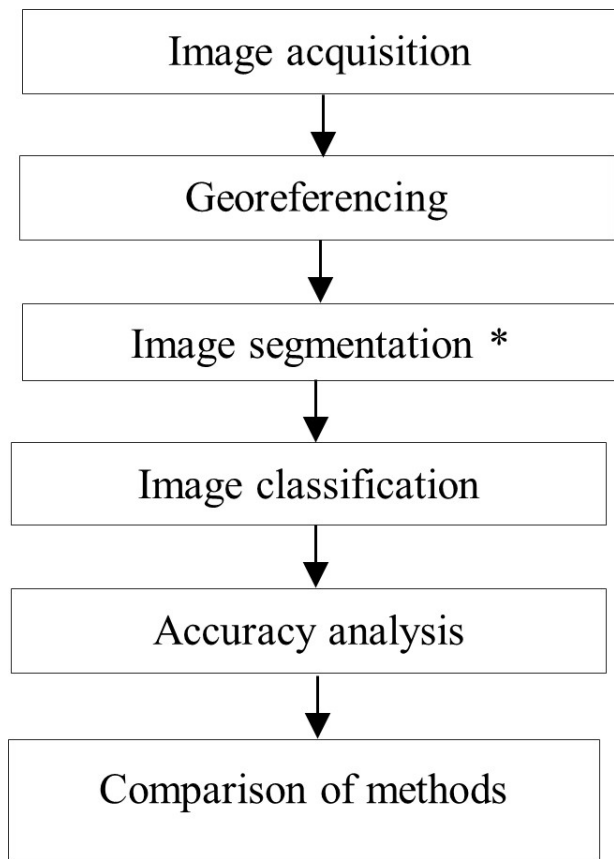 Image acquisition
Georeferencing
Image segmentation *
Image classification
Accuracy analysis
Comparison of methods